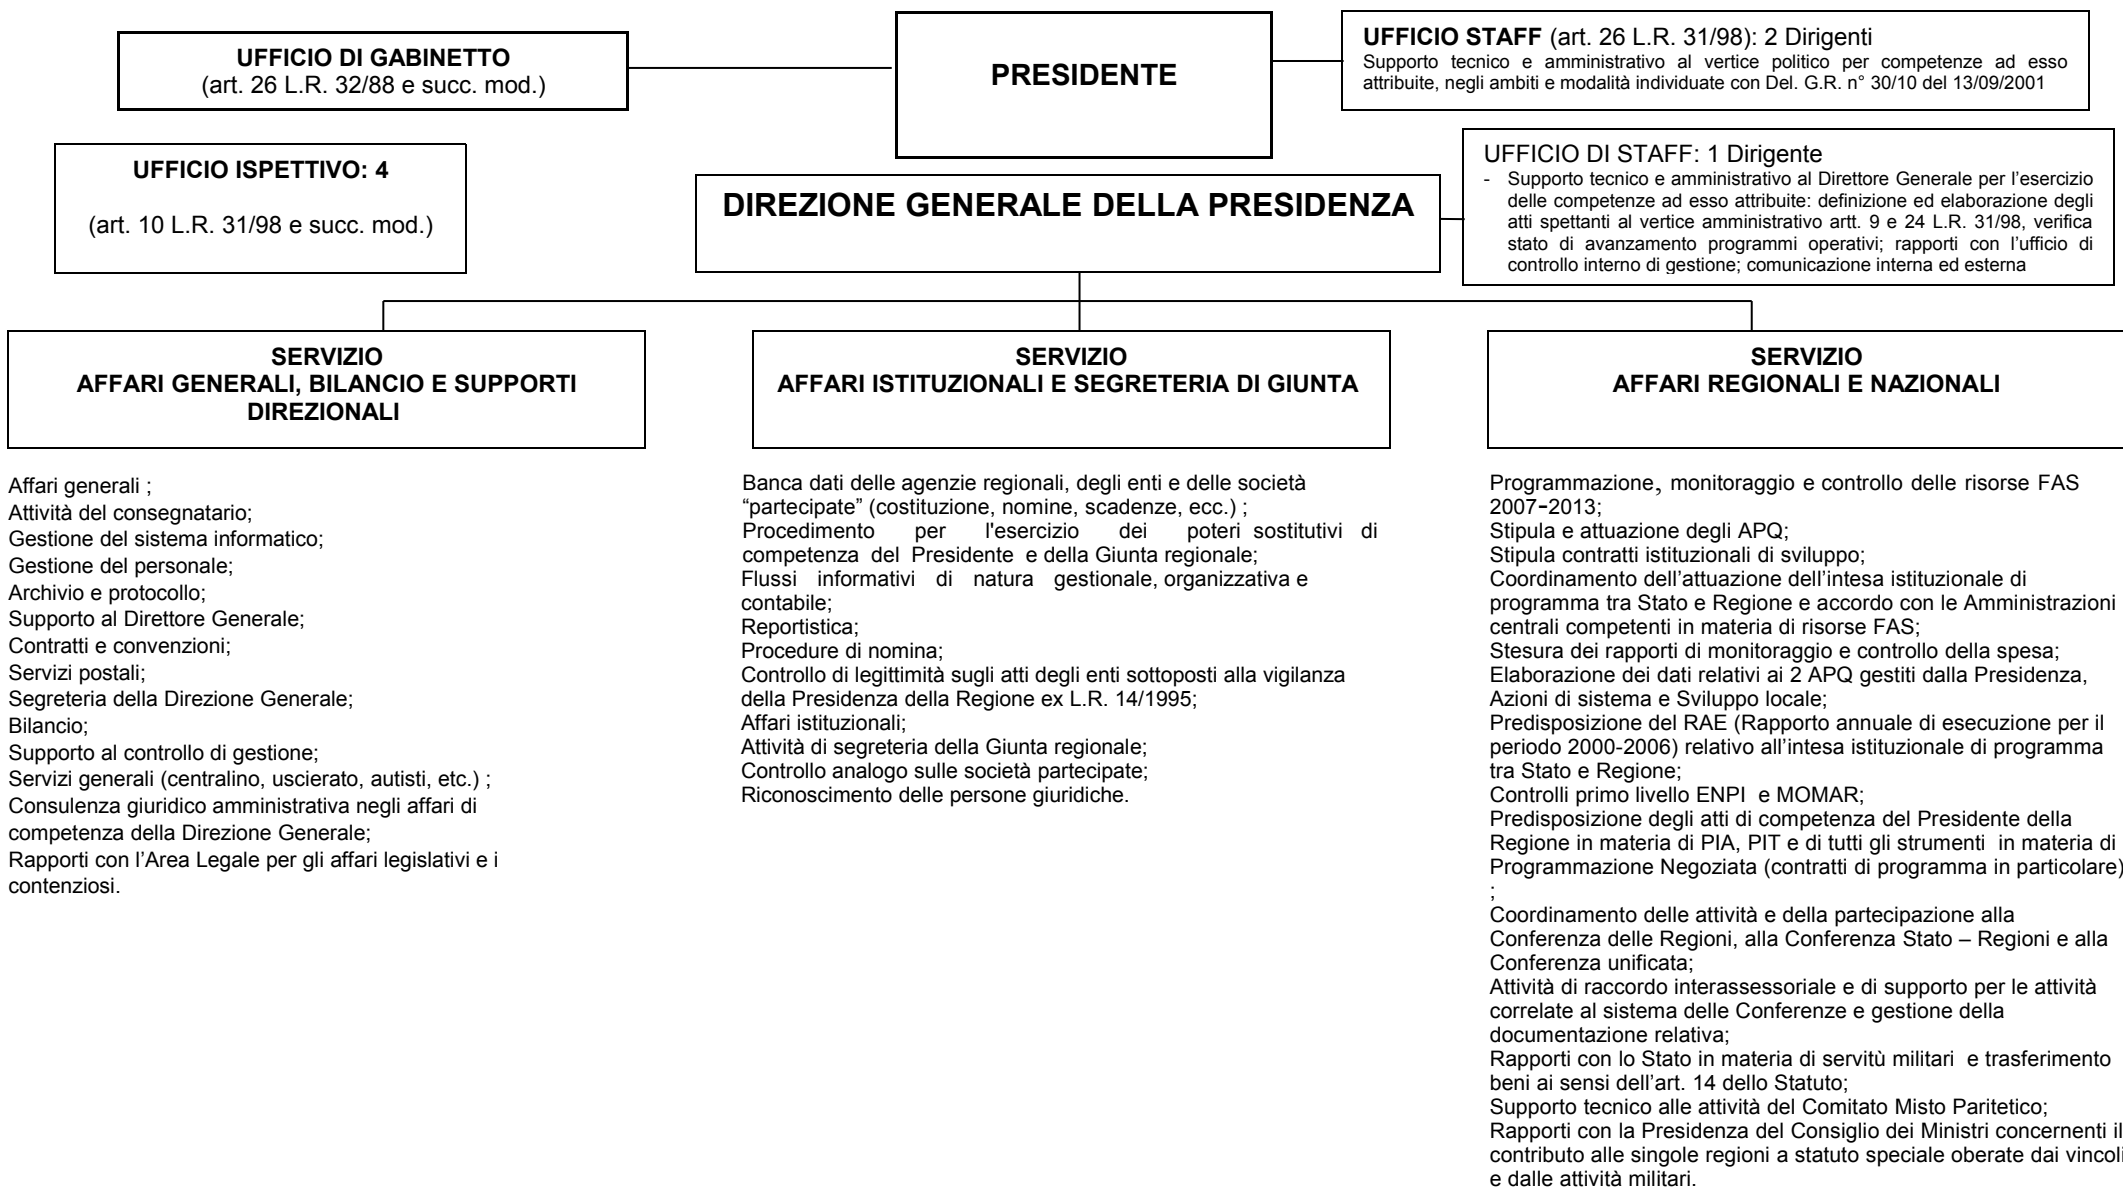 UFFICIO DI GABINETTO
(art. 26 L.R. 32/88 e succ. mod.)
PRESIDENTE
UFFICIO STAFF (art. 26 L.R. 31/98): 2 Dirigenti
Supporto tecnico e amministrativo al vertice politico per competenze ad esso
attribuite, negli ambiti e modalità individuate con Del. G.R. n° 30/10 del 13/09/2001
UFFICIO ISPETTIVO: 4
(art. 10 L.R. 31/98 e succ. mod.)
DIREZIONE GENERALE DELLA PRESIDENZA
UFFICIO DI STAFF: 1 Dirigente
- Supporto tecnico e amministrativo al Direttore Generale per l’esercizio
delle competenze ad esso attribuite: definizione ed elaborazione degli
atti spettanti al vertice amministrativo artt. 9 e 24 L.R. 31/98, verifica
stato di avanzamento programmi operativi; rapporti con l’ufficio di
controllo interno di gestione; comunicazione interna ed esterna
SERVIZIO
AFFARI GENERALI, BILANCIO E SUPPORTI
DIREZIONALI
Affari generali ;
Attività del consegnatario;
Gestione del sistema informatico;
Gestione del personale;
Archivio e protocollo;
Supporto al Direttore Generale;
Contratti e convenzioni;
Servizi postali;
Segreteria della Direzione Generale;
Bilancio;
Supporto al controllo di gestione;
Servizi generali (centralino, uscierato, autisti, etc.) ;
Consulenza giuridico amministrativa negli affari di
competenza della Direzione Generale;
Rapporti con l’Area Legale per gli affari legislativi e i
contenziosi.
SERVIZIO
AFFARI ISTITUZIONALI E SEGRETERIA DI GIUNTA
Banca dati delle agenzie regionali, degli enti e delle società
“partecipate” (costituzione, nomine, scadenze, ecc.) ;
Procedimento per l'esercizio dei poteri sostitutivi di
competenza del Presidente e della Giunta regionale;
Flussi informativi di natura gestionale, organizzativa e
contabile;
Reportistica;
Procedure di nomina;
Controllo di legittimità sugli atti degli enti sottoposti alla vigilanza
della Presidenza della Regione ex L.R. 14/1995;
Affari istituzionali;
Attività di segreteria della Giunta regionale;
Controllo analogo sulle società partecipate;
Riconoscimento delle persone giuridiche.
SERVIZIO
AFFARI REGIONALI E NAZIONALI
Programmazione, monitoraggio e controllo delle risorse FAS
2007-2013;
Stipula e attuazione degli APQ;
Stipula contratti istituzionali di sviluppo;
Coordinamento dell’attuazione dell’intesa istituzionale di
programma tra Stato e Regione e accordo con le Amministrazioni
centrali competenti in materia di risorse FAS;
Stesura dei rapporti di monitoraggio e controllo della spesa;
Elaborazione dei dati relativi ai 2 APQ gestiti dalla Presidenza,
Azioni di sistema e Sviluppo locale;
Predisposizione del RAE (Rapporto annuale di esecuzione per il
periodo 2000-2006) relativo all’intesa istituzionale di programma
tra Stato e Regione;
Controlli primo livello ENPI e MOMAR;
Predisposizione degli atti di competenza del Presidente della
Regione in materia di PIA, PIT e di tutti gli strumenti in materia di
Programmazione Negoziata (contratti di programma in particolare)
;
Coordinamento delle attività e della partecipazione alla
Conferenza delle Regioni, alla Conferenza Stato – Regioni e alla
Conferenza unificata;
Attività di raccordo interassessoriale e di supporto per le attività
correlate al sistema delle Conferenze e gestione della
documentazione relativa;
Rapporti con lo Stato in materia di servitù militari e trasferimento
beni ai sensi dell’art. 14 dello Statuto;
Supporto tecnico alle attività del Comitato Misto Paritetico;
Rapporti con la Presidenza del Consiglio dei Ministri concernenti il
contributo alle singole regioni a statuto speciale oberate dai vincoli
e dalle attività militari.